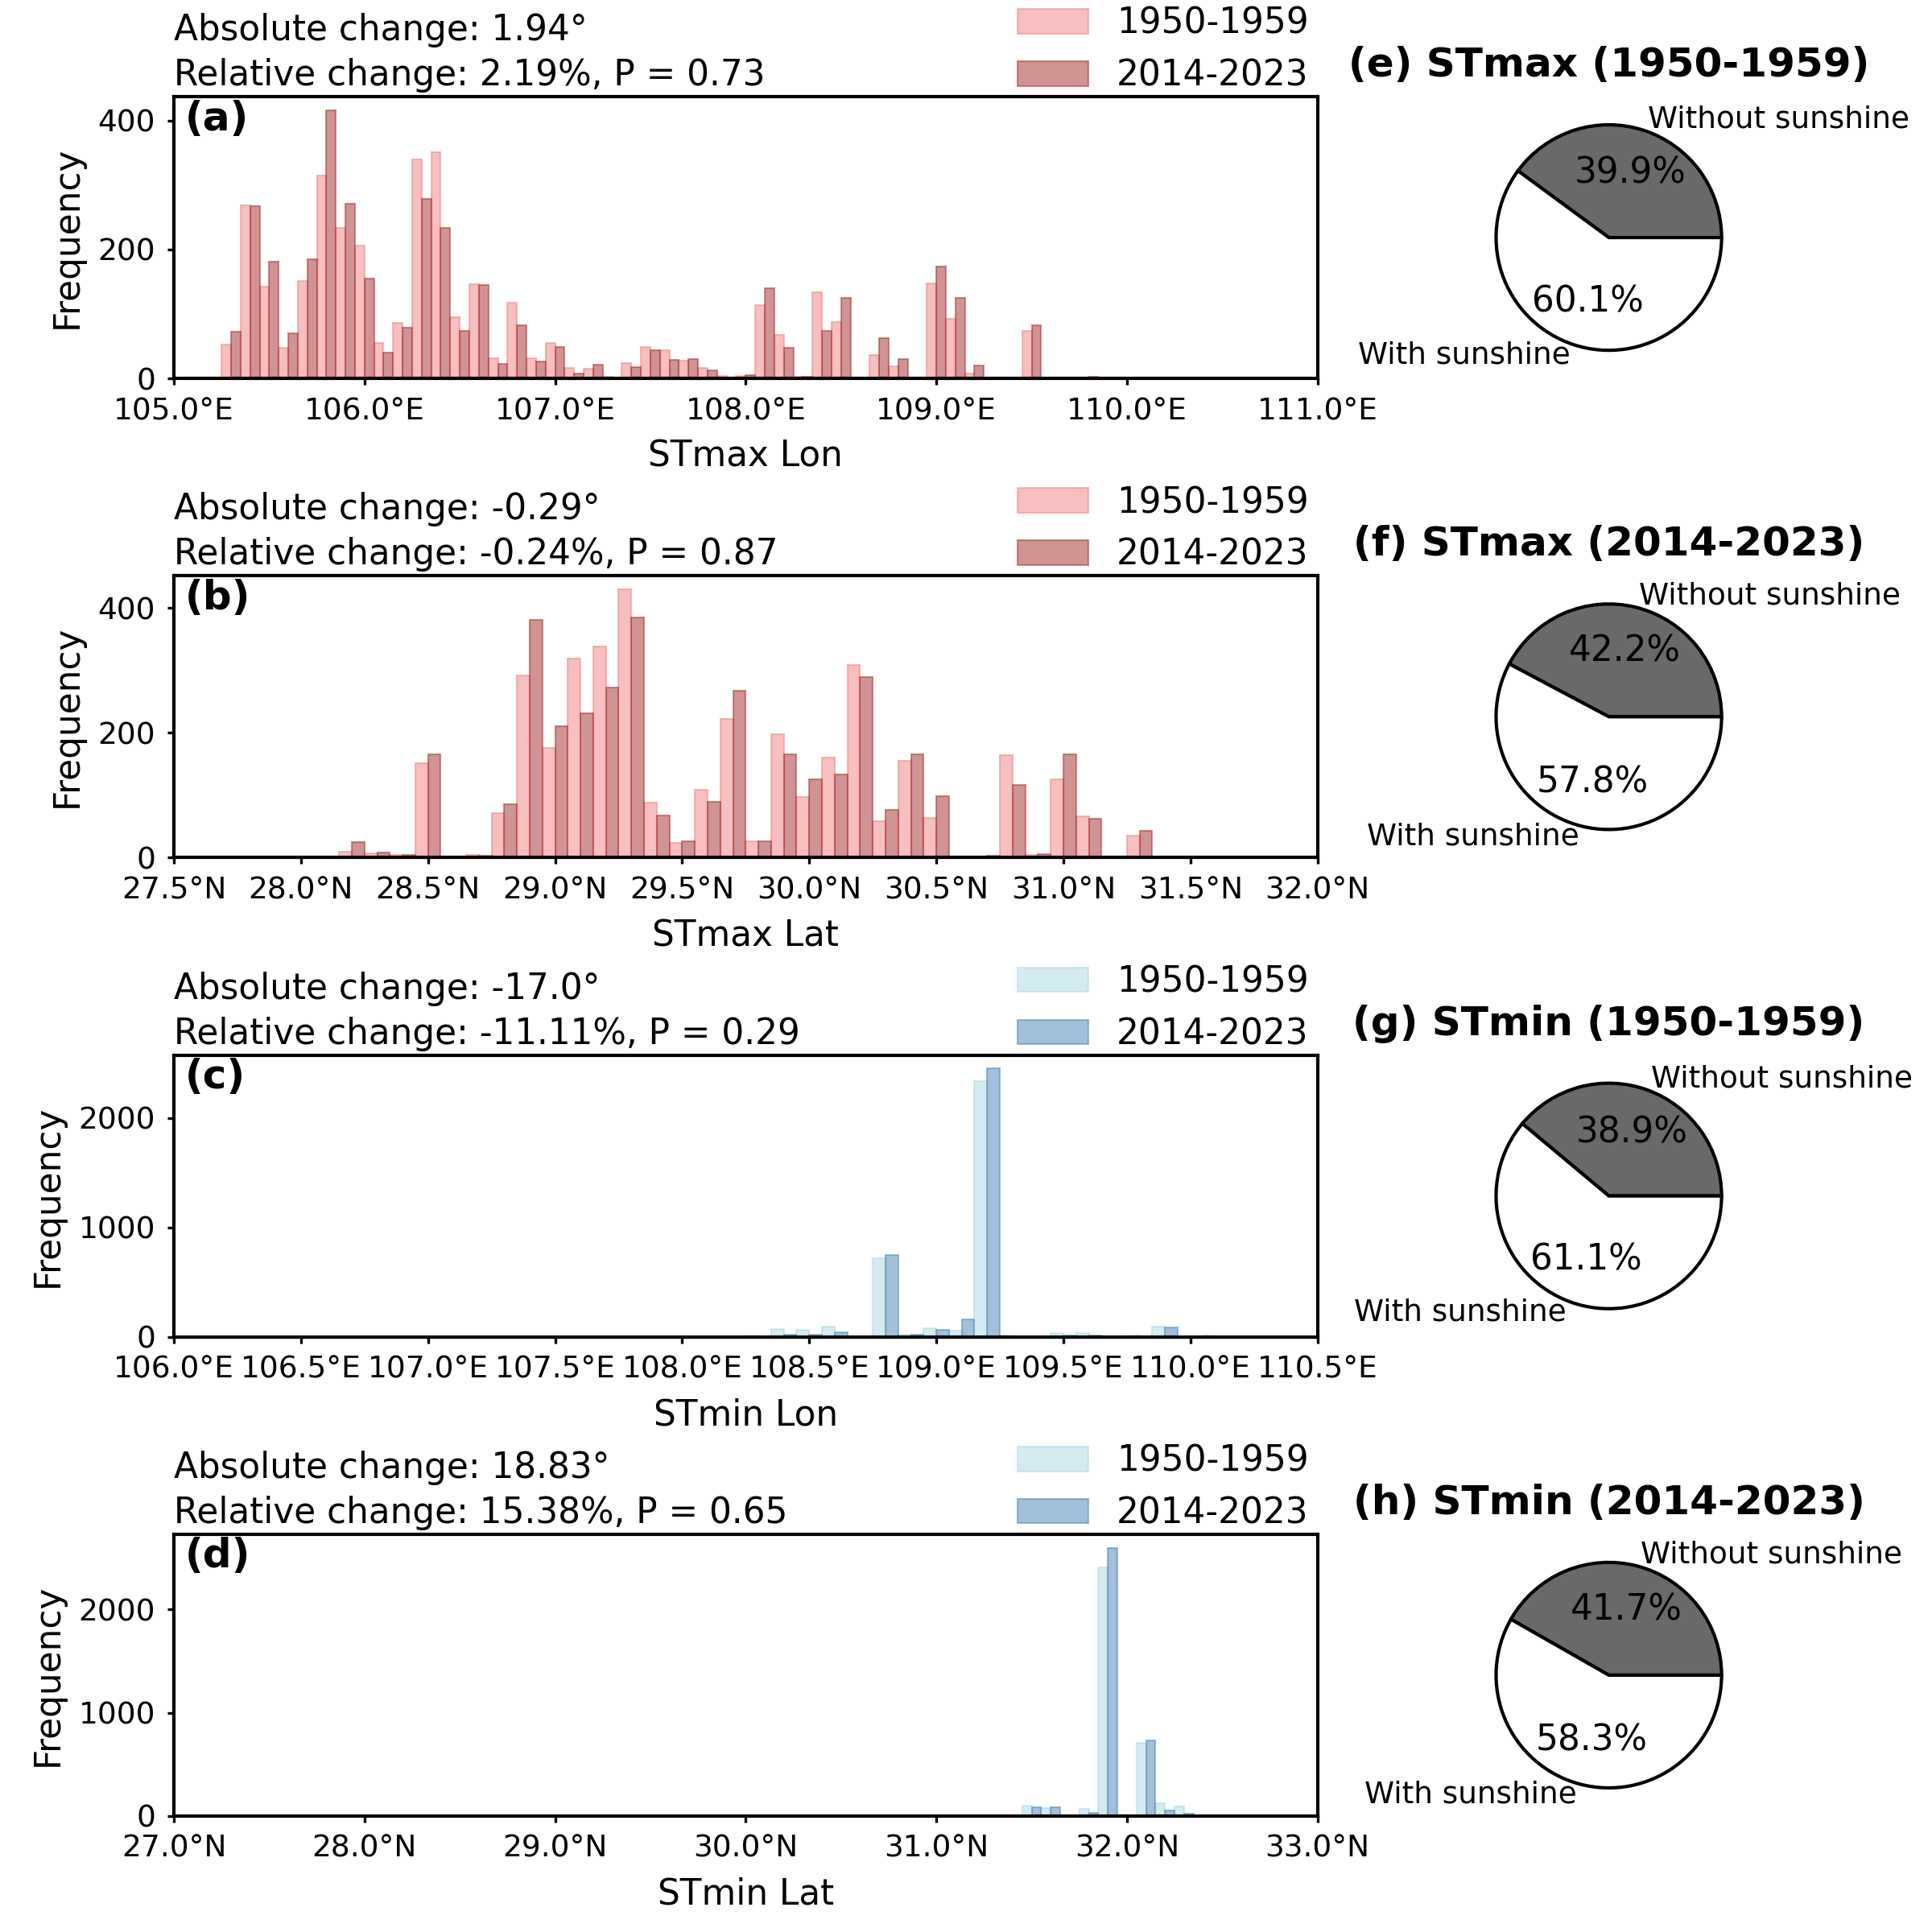 Absolute change: 1.94°
Relative change: 2.19%, P = 0.73
1950-1959
2014-2023
(a)
Frequency
400
200
0
105.0°E 106.0°E 107.0°E 108.0°E 109.0°E 110.0°E 111.0°E
STmax Lon
(e) STmax (1950-1959)
Without sunshine
39.9%
60.1%
With sunshine
Absolute change: -0.29°
Relative change: -0.24%, P = 0.87
1950-1959
2014-2023
(b)
Frequency
400
200
0
27.5°N 28.0°N 28.5°N 29.0°N 29.5°N 30.0°N 30.5°N 31.0°N 31.5°N 32.0°N
STmax Lat
(f) STmax (2014-2023)
Without sunshine
42.2%
57.8%
With sunshine
Absolute change: -17.0°
Relative change: -11.11%, P = 0.29
1950-1959
2014-2023
(c)
Frequency
2000
1000
0
106.0°E 106.5°E 107.0°E 107.5°E 108.0°E 108.5°E 109.0°E 109.5°E 110.0°E 110.5°E
STmin Lon
(g) STmin (1950-1959)
Without sunshine
38.9%
61.1%
With sunshine
Absolute change: 18.83°
Relative change: 15.38%, P = 0.65
1950-1959
2014-2023
(d)
Frequency
2000
1000
0
27.0°N 28.0°N 29.0°N 30.0°N 31.0°N 32.0°N 33.0°N
STmin Lat
(h) STmin (2014-2023)
Without sunshine
41.7%
58.3%
With sunshine